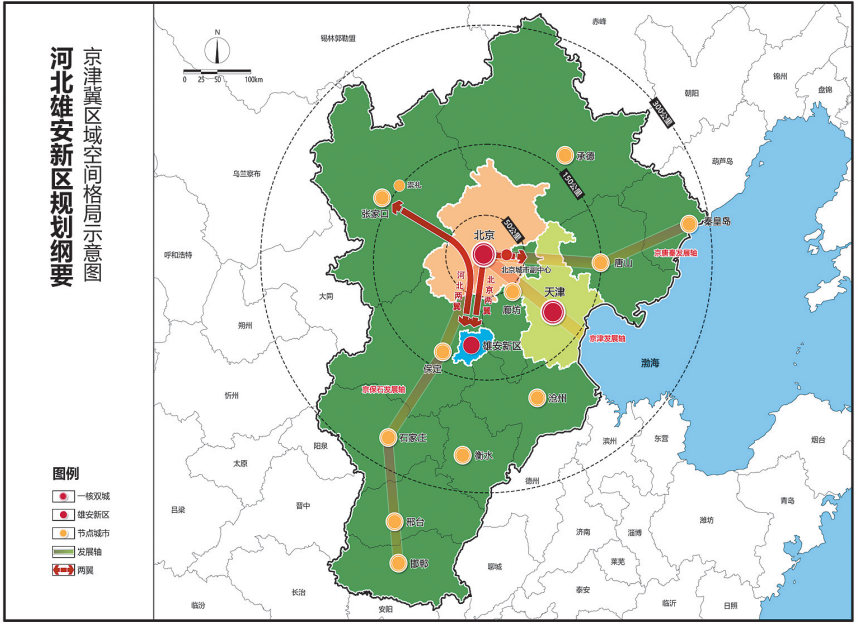 河北雄安新区规划纲要
京津冀区域空间格局示意图
N
0 25 50 100km
锡林郭勒盟
赤峰
朝阳
锦州
盘锦
葫芦岛
乌兰察布
呼和浩特
大同
朔州
忻州
太原
阳泉
吕梁
晋中
临汾
长治
安阳
聊城
德州
滨州
东营
济南
淄博
潍坊
莱芜
泰安
临沂
日照
青岛
烟台
300公里
150公里
50公里
承德
崇礼
张家口
北京
北京城市副中心
秦皇岛
唐山
京唐秦发展轴
河北两翼
北京两翼
廊坊
天津
京津发展轴
渤海
雄安新区
保定
京保石发展轴
沧州
石家庄
衡水
邢台
邯郸
图例
一核双城
雄安新区
节点城市
发展轴
两翼